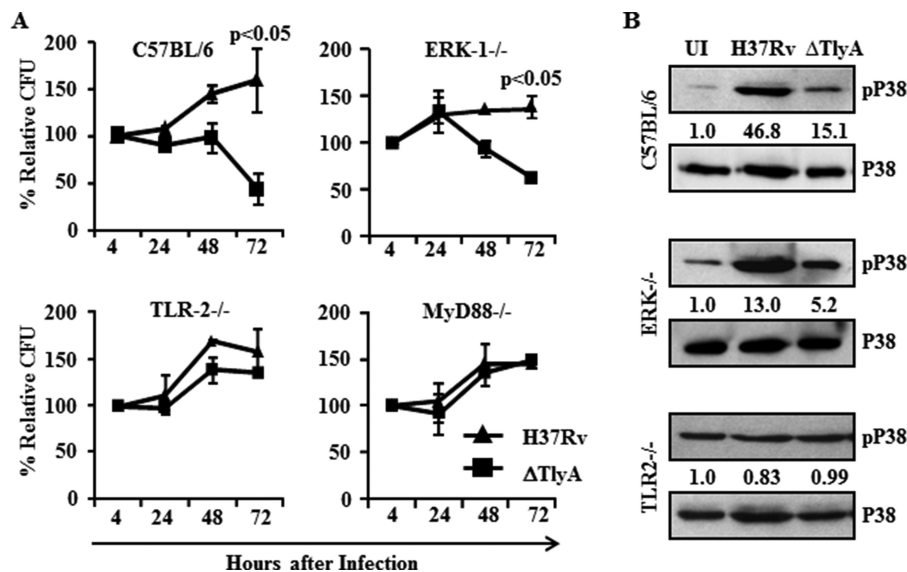 A
C57BL/6
p<0.05
% Relative CFU
200
150
100
50
0
4 24 48 72
ERK-1-/-
p<0.05
200
150
100
50
0
4 24 48 72
TLR-2-/-
% Relative CFU
200
150
100
50
0
4 24 48 72
MyD88-/-
200
150
100
50
0
4 24 48 72
H37Rv
ΔTlyA
Hours after Infection
B
UI H37Rv ΔTlyA
C57BL/6
pP38
1.0 46.8 15.1
P38
ERK-/-
pP38
1.0 13.0 5.2
P38
TLR2-/-
pP38
1.0 0.83 0.99
P38